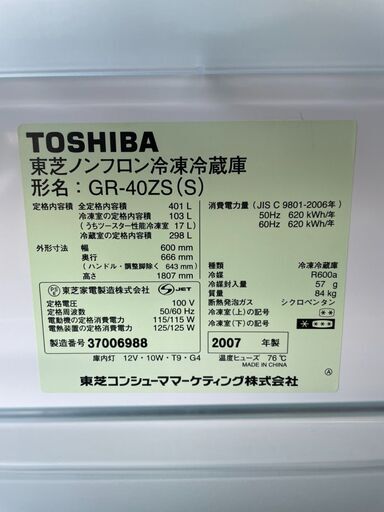 TOSHIBA
東芝ノンフロン冷凍冷蔵庫
形名：GR-40ZS(S)
定格内容積 全定格内容積 401 L
冷凍室の定格内容積 103 L
(うちツースター性能冷凍室 17 L)
冷蔵室の定格内容積 298 L
外形寸法 幅 600 mm
奥行 666 mm
(ハンドル・調整脚除く 643 mm)
高さ 1807 mm
東芝家電製造株式会社 S JET
定格電圧 100 V
定格周波数 50/60 Hz
電動機の定格消費電力 115/115 W
電熱装置の定格消費電力 125/125 W
製造番号 37006988
消費電力量 (JIS C 9801-2006年)
50Hz 620 kWh/年
60Hz 620 kWh/年
種類 冷凍冷蔵庫
冷媒 R600a
冷媒封入量 57 g
質量 84 kg
断熱発泡ガス シクロペンタン
冷凍室(上)の記号
冷凍室(下)の記号
2007 年製
庫内灯 12V・10W・T9・G4 温度ヒューズ 76℃
MADE IN CHINA
東芝コンシューママーケティング株式会社 Ⓐ